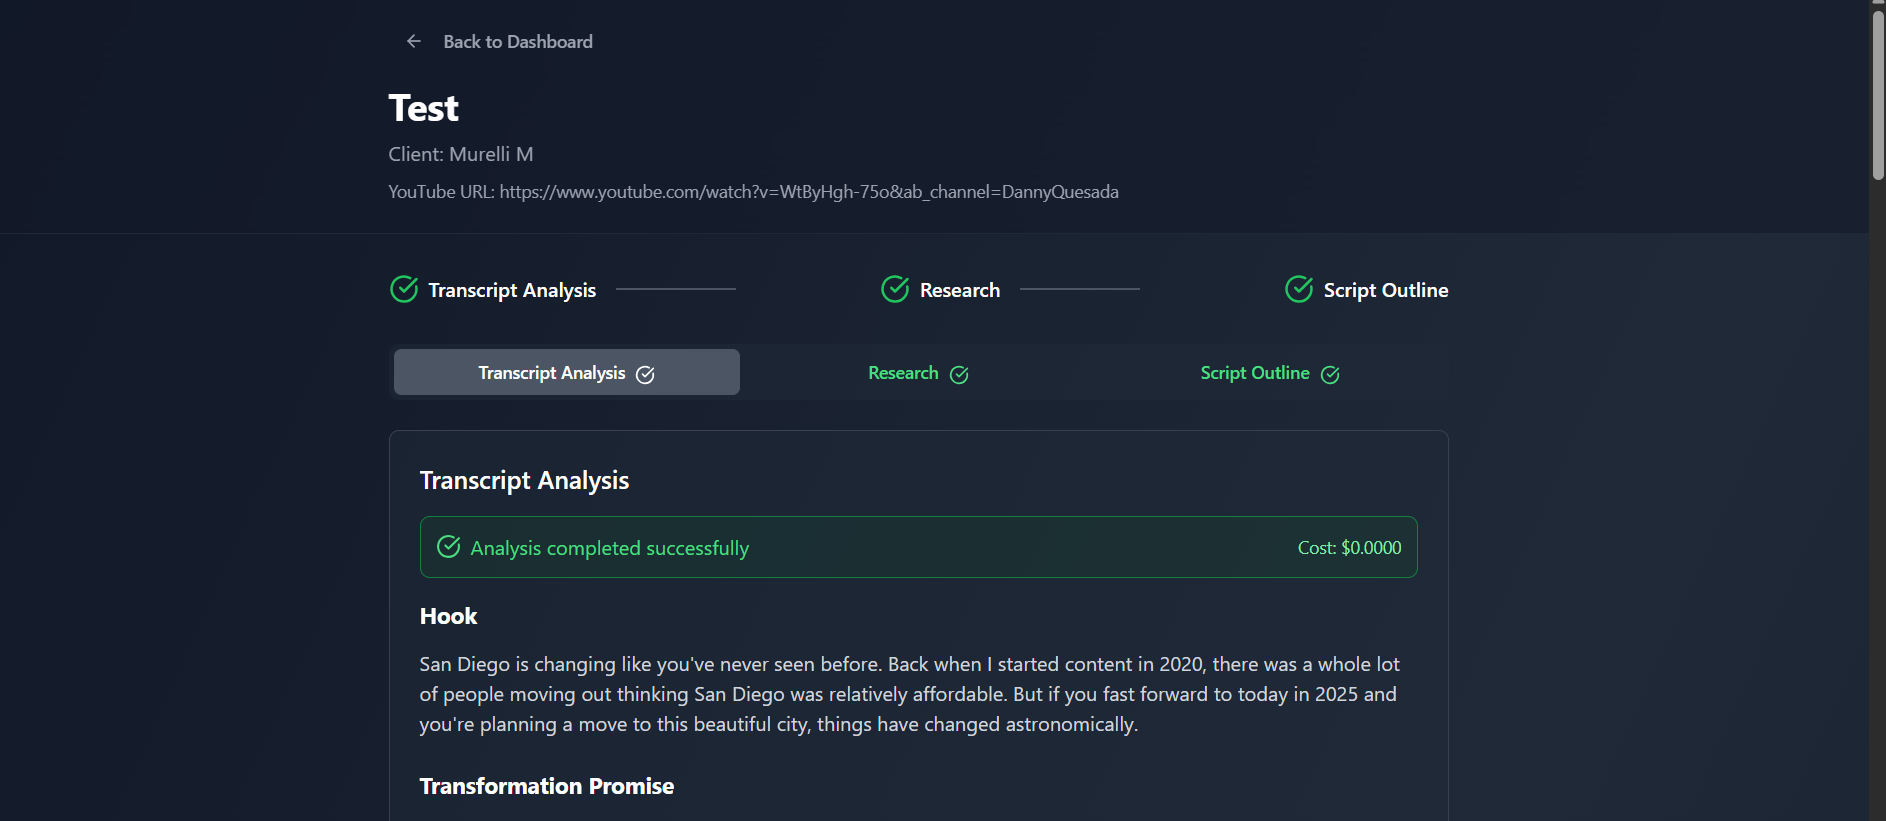 Back to Dashboard
Test
Client: Murelli M
YouTube URL: https://www.youtube.com/watch?v=WtByHgh-75o&ab_channel=DannyQuesada
Transcript Analysis
Research
Script Outline
Transcript Analysis
Research
Script Outline
Transcript Analysis
Analysis completed successfully
Cost: $0.0000
Hook
San Diego is changing like you've never seen before. Back when I started content in 2020, there was a whole lot
of people moving out thinking San Diego was relatively affordable. But if you fast forward to today in 2025 and
you're planning a move to this beautiful city, things have changed astronomically.
Transformation Promise